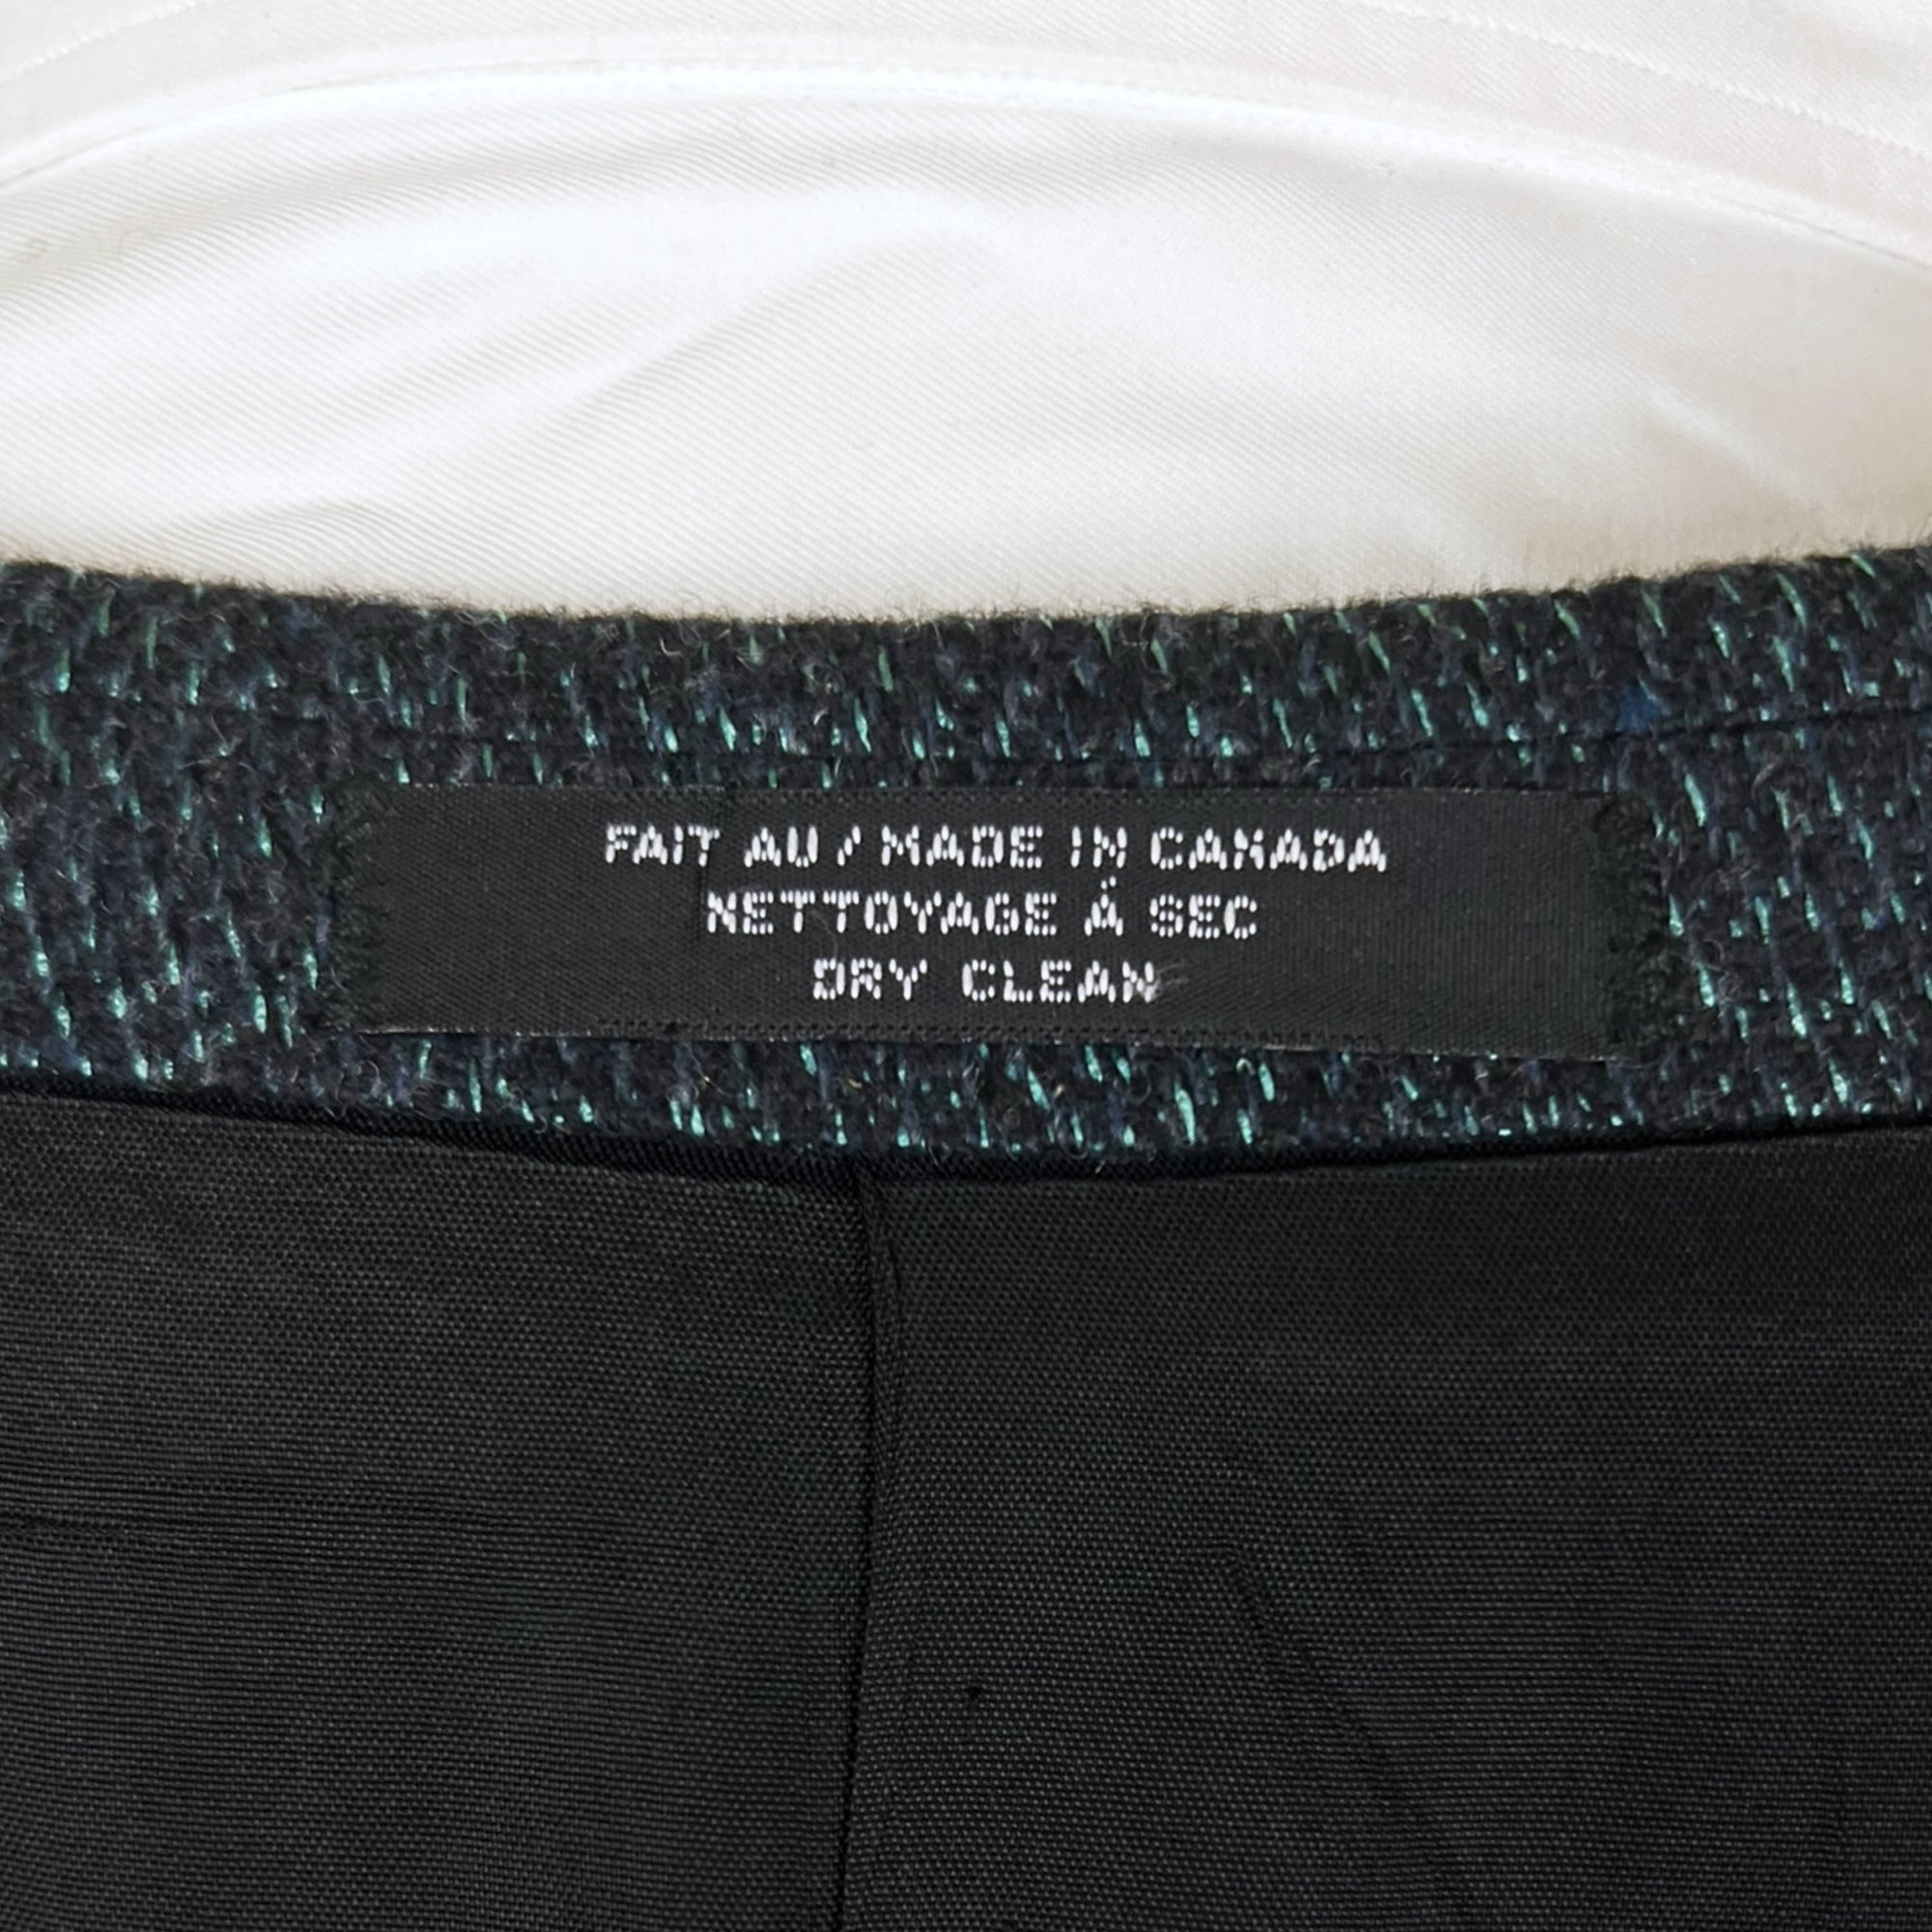 FAIT AU / MADE IN CANADA
NETTOYAGE À SEC
DRY CLEAN